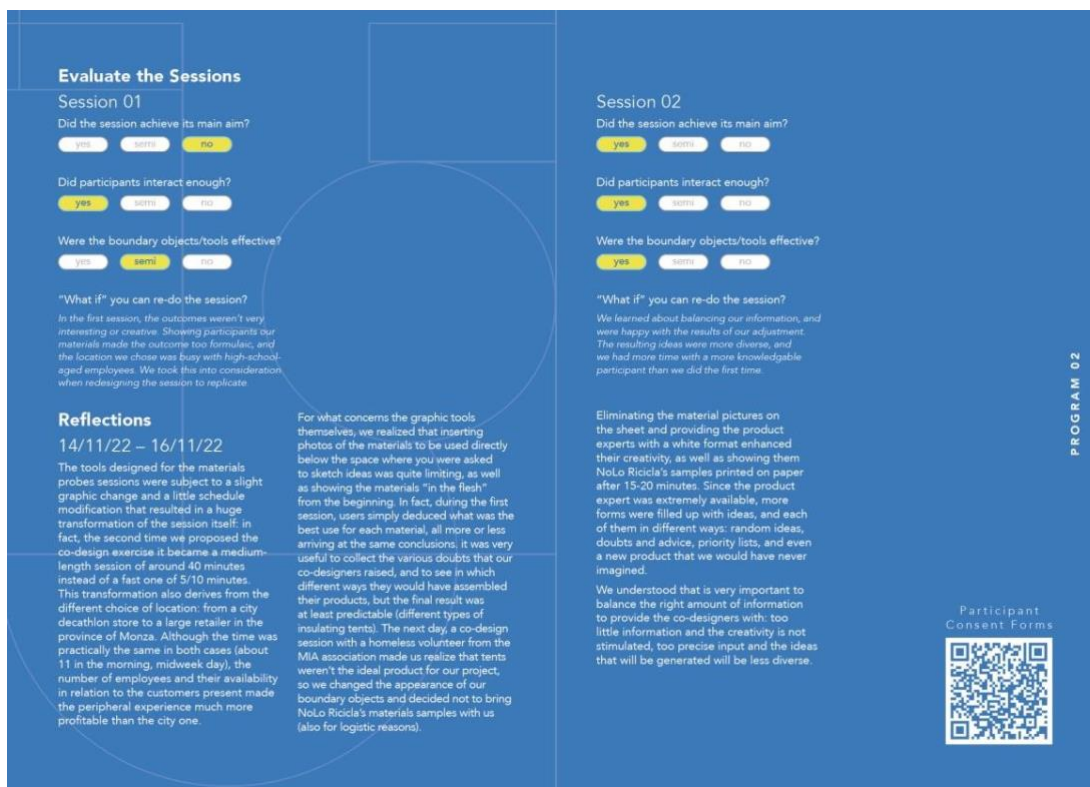 Evaluate the Sessions
Session 01
Did the session achieve its main aim?
yes semi no
Did participants interact enough?
yes semi no
Were the boundary objects/tools effective?
yes semi no
"What if" you can re-do the session?
In the first session, the outcomes weren't very
interesting or creative. Showing participants our
materials made the outcome too formulaic, and
the location we chose was busy with high-school-
aged employees. We took this into consideration
when redesigning the session to replicate
Reflections
14/11/22 – 16/11/22
The tools designed for the materials
probes sessions were subject to a slight
graphic change and a little schedule
modification that resulted in a huge
transformation of the session itself: in
fact, the second time we proposed the
co-design exercise it became a medium-
length session of around 40 minutes
instead of a fast one of 5/10 minutes.
This transformation also derives from the
different choice of location: from a city
decathlon store to a large retailer in the
province of Monza. Although the time was
practically the same in both cases (about
11 in the morning, midweek day), the
number of employees and their availability
in relation to the customers present made
the peripheral experience much more
profitable than the city one.
For what concerns the graphic tools
themselves, we realized that inserting
photos of the materials to be used directly
below the space where you were asked
to sketch ideas was quite limiting, as well
as showing the materials "in the flesh"
from the beginning. In fact, during the first
session, users simply deduced what was the
best use for each material, all more or less
arriving at the same conclusions. it was very
useful to collect the various doubts that our
co-designers raised, and to see in which
different ways they would have assembled
their products, but the final result was
at least predictable (different types of
insulating tents). The next day, a co-design
session with a homeless volunteer from the
MIA association made us realize that tents
weren't the ideal product for our project,
so we changed the appearance of our
boundary objects and decided not to bring
NoLo Ricicla's materials samples with us
(also for logistic reasons).
Session 02
Did the session achieve its main aim?
yes semi no
Did participants interact enough?
yes semi no
Were the boundary objects/tools effective?
yes semi no
"What if" you can re-do the session?
We learned about balancing our information, and
were happy with the results of our adjustment.
The resulting ideas were more diverse, and
we had more time with a more knowledgable
participant than we did the first time.
Eliminating the material pictures on
the sheet and providing the product
experts with a white format enhanced
their creativity, as well as showing them
NoLo Ricicla's samples printed on paper
after 15-20 minutes. Since the product
expert was extremely available, more
forms were filled up with ideas, and each
of them in different ways: random ideas,
doubts and advice, priority lists, and even
a new product that we would have never
imagined.
We understood that is very important to
balance the right amount of information
to provide the co-designers with: too
little information and the creativity is not
stimulated, too precise input and the ideas
that will be generated will be less diverse.
PROGRAM 02
Participant
Consent Forms